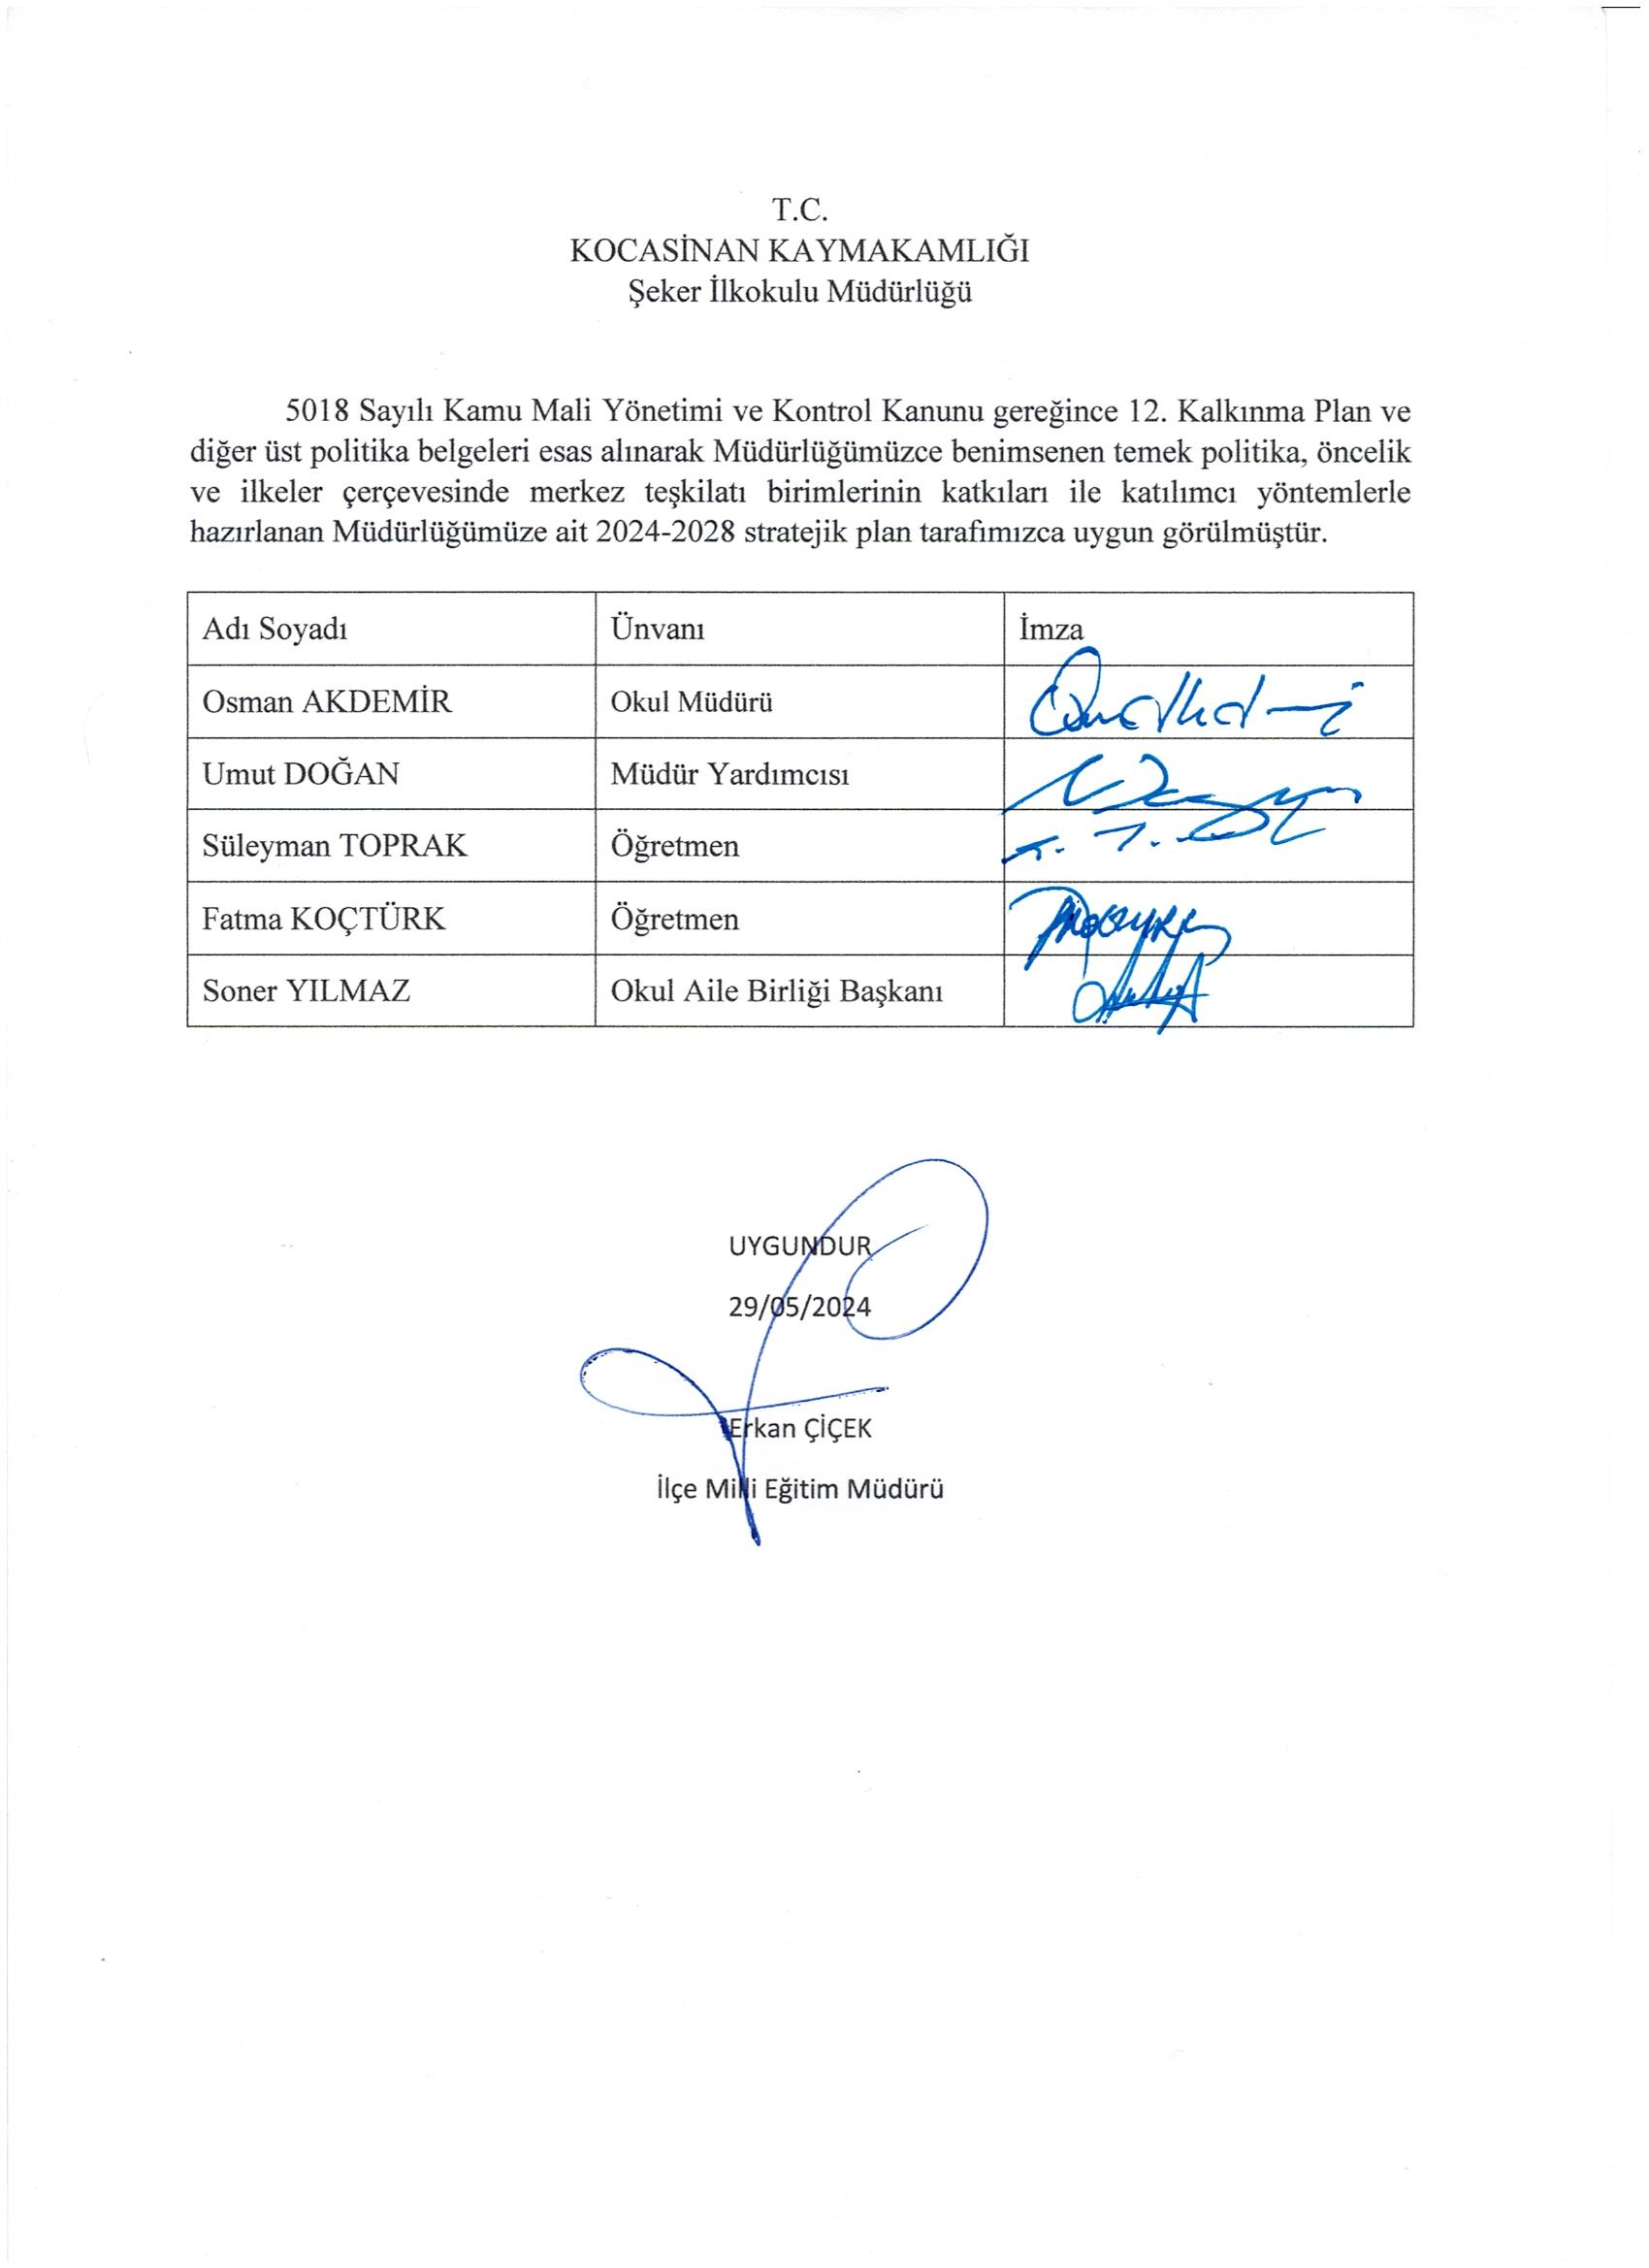 T.C.
KOCASİNAN KAYMAKAMLIĞI
Şeker İlkokulu Müdürlüğü
5018 Sayılı Kamu Mali Yönetimi ve Kontrol Kanunu gereğince 12. Kalkınma Plan ve
diğer üst politika belgeleri esas alınarak Müdürlüğümüzce benimsenen temek politika, öncelik
ve ilkeler çerçevesinde merkez teşkilatı birimlerinin katkıları ile katılımcı yöntemlerle
hazırlanan Müdürlüğümüze ait 2024-2028 stratejik plan tarafımızca uygun görülmüştür.
Adı Soyadı Ünvanı İmza
Osman AKDEMİR Okul Müdürü
Umut DOĞAN Müdür Yardımcısı
Süleyman TOPRAK Öğretmen
Fatma KOÇTÜRK Öğretmen
Soner YILMAZ Okul Aile Birliği Başkanı
UYGUNDUR
29/05/2024
Erkan ÇİÇEK
İlçe Milli Eğitim Müdürü